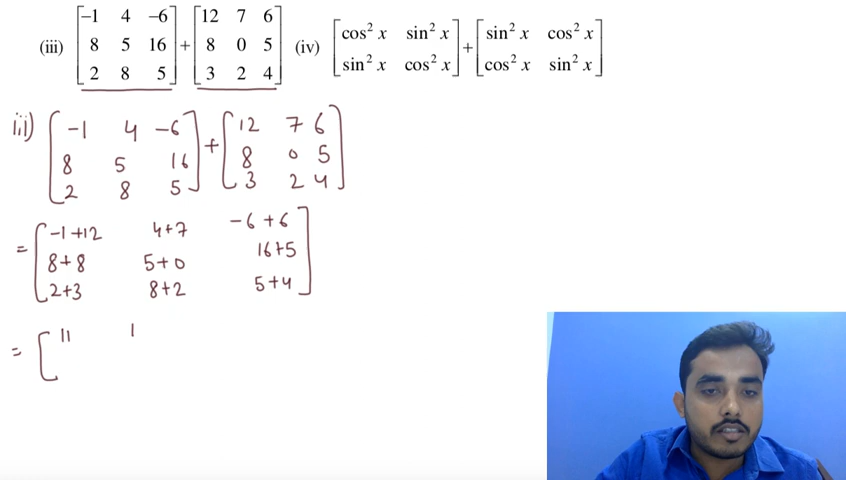 (iii) [-1 4 -6] + [12 7 6] (iv) [cos² x sin² x] + [sin² x cos² x]
[8 5 16] [8 0 5] [sin² x cos² x] [cos² x sin² x]
[2 8 5] [3 2 4]
iii) [-1 4 -6] + [12 7 6]
[8 5 16] [8 0 5]
[2 8 5] [3 2 4]
= [-1+12 4+7 -6+6]
[8+8 5+0 16+5]
[2+3 8+2 5+4]
= [11 1